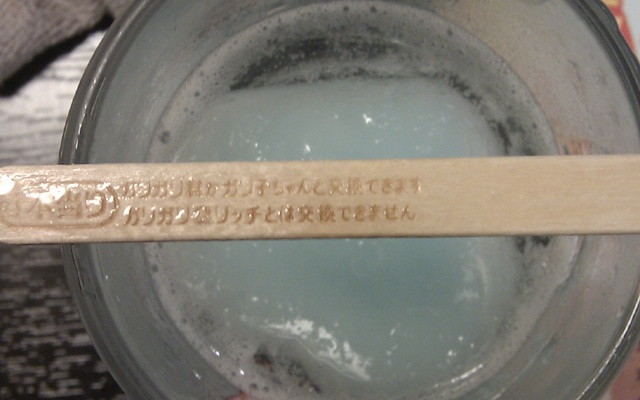 1本当り
ガリガリ君かガリ子ちゃんと交換できます
ガリガリ君リッチとは交換できません